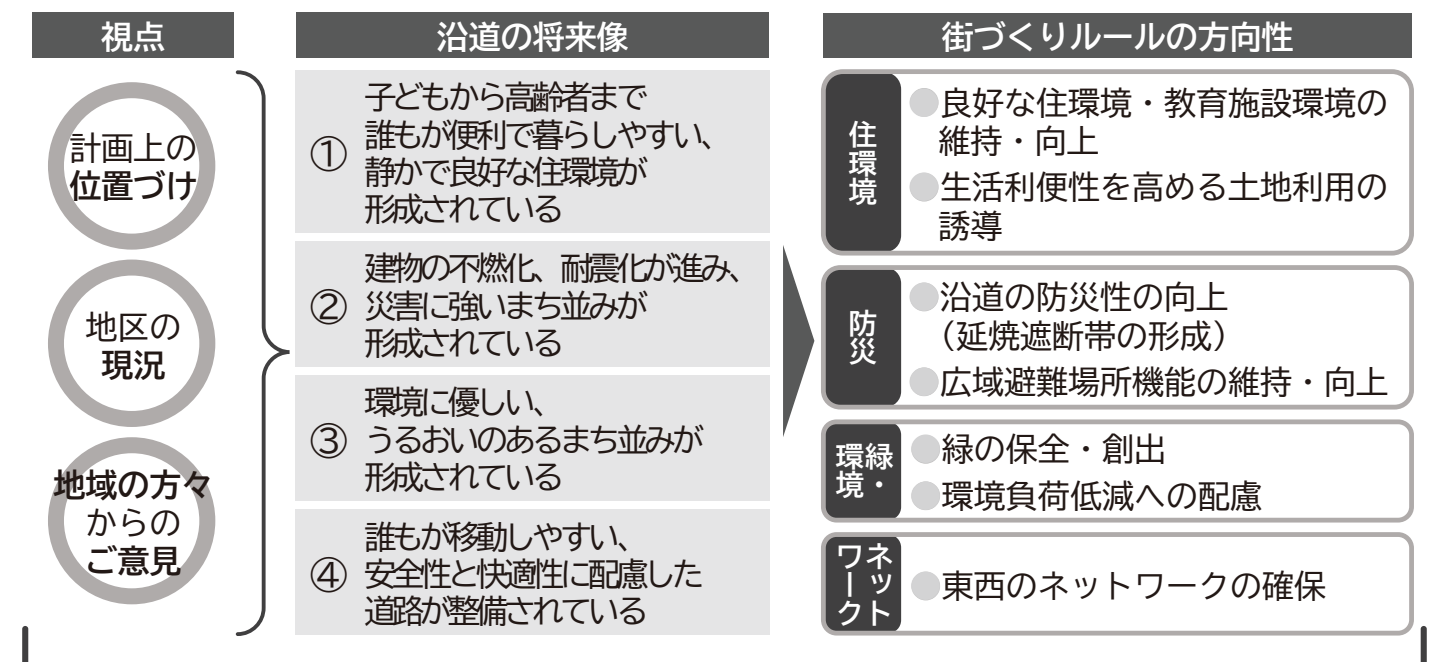 視点
計画上の
位置づけ
地区の
現況
地域の方々
からの
ご意見
沿道の将来像
①
子どもから高齢者まで
誰もが便利で暮らしやすい、
静かで良好な住環境が
形成されている
②
建物の不燃化、耐震化が進み、
災害に強いまち並みが
形成されている
③
環境に優しい、
うるおいのあるまち並みが
形成されている
④
誰もが移動しやすい、
安全性と快適性に配慮した
道路が整備されている
街づくりルールの方向性
住環境
●良好な住環境・教育施設環境の
維持・向上
●生活利便性を高める土地利用の
誘導
防災
●沿道の防災性の向上
（延焼遮断帯の形成）
●広域避難場所機能の維持・向上
緑・
環境
●緑の保全・創出
●環境負荷低減への配慮
ネット
ワーク
●東西のネットワークの確保